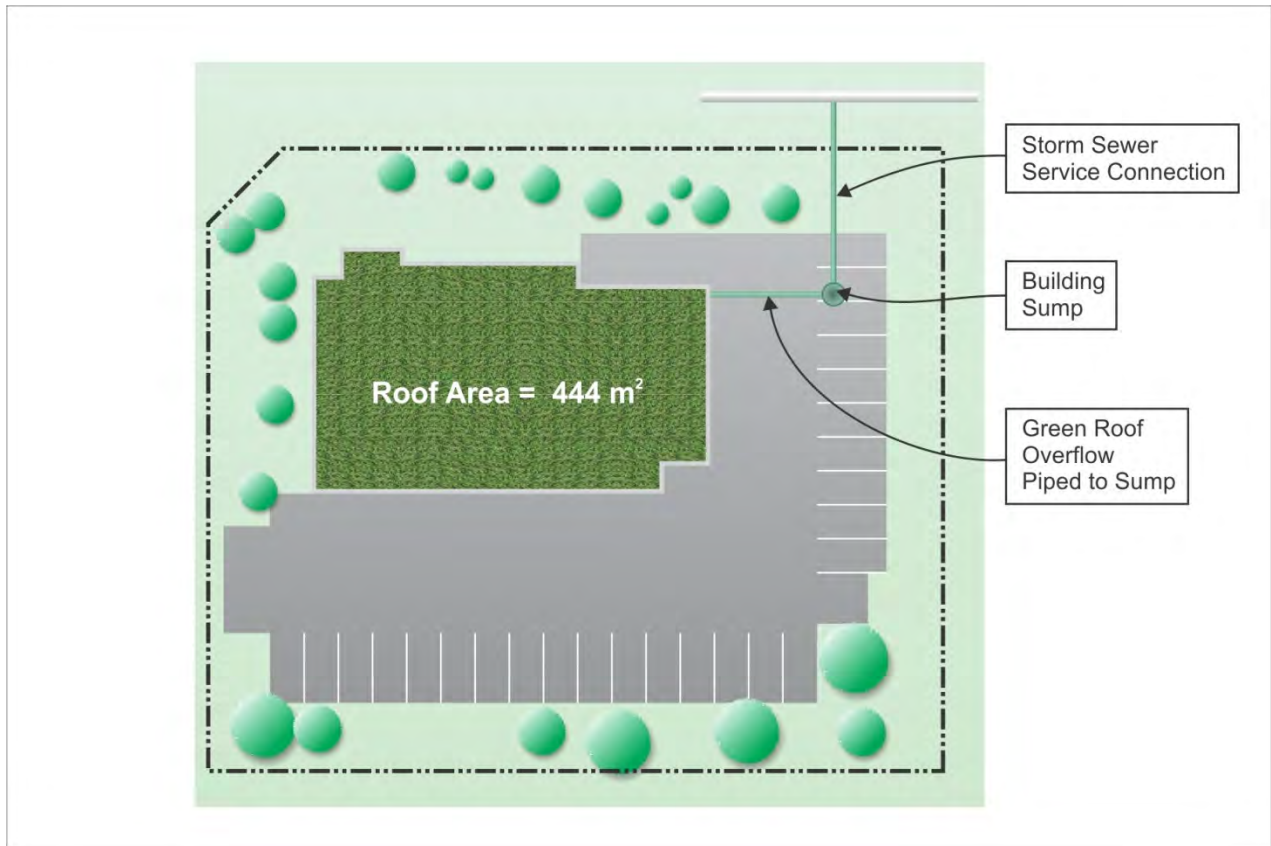 Storm Sewer
Service Connection
Building
Sump
Roof Area = 444 m²
Green Roof
Overflow
Piped to Sump